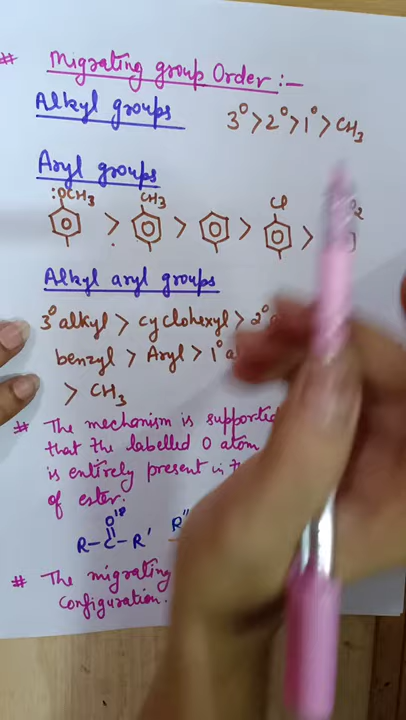 # Migrating group Order:-
Alkyl groups 3° > 2° > 1° > CH3
Aryl groups
:OCH3 CH3 Cl 2
> > > >
Alkyl aryl groups
3° alkyl > cyclohexyl > 2°
benzyl > Aryl > 1°
> CH3
# The mechanism is supported
that the labelled O atom
is entirely present in
of ester.
O18
R-C-R' R"
# The migrating
configuration.